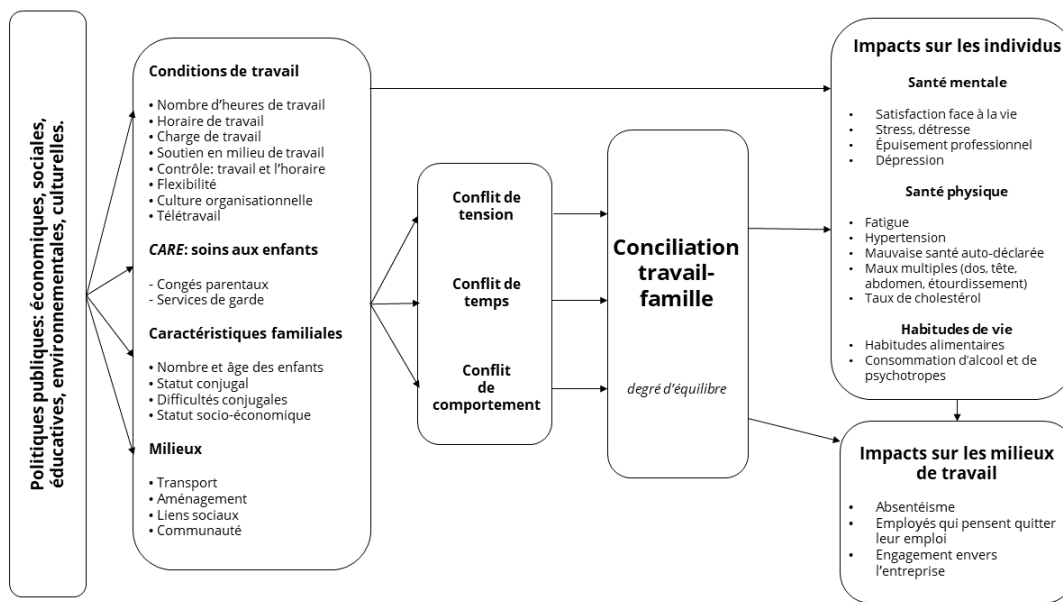 Politiques publiques: économiques, sociales,
éducatives, environnementales, culturelles.
Conditions de travail
• Nombre d'heures de travail
• Horaire de travail
• Charge de travail
• Soutien en milieu de travail
• Contrôle: travail et l'horaire
• Flexibilité
• Culture organisationnelle
• Télétravail
CARE: soins aux enfants
- Congés parentaux
- Services de garde
Caractéristiques familiales
• Nombre et âge des enfants
• Statut conjugal
• Difficultés conjugales
• Statut socio-économique
Milieux
• Transport
• Aménagement
• Liens sociaux
• Communauté
Conflit de
tension
Conflit de
temps
Conflit
de
comportement
Conciliation
travail-
famille
degré d'équilibre
Impacts sur les individus
Santé mentale
• Satisfaction face à la vie
• Stress, détresse
• Épuisement professionnel
• Dépression
Santé physique
• Fatigue
• Hypertension
• Mauvaise santé auto-déclarée
• Maux multiples (dos, tête,
abdomen, étourdissement)
• Taux de cholestérol
Habitudes de vie
• Habitudes alimentaires
• Consommation d'alcool et de
psychotropes
Impacts sur les milieux
de travail
• Absentéisme
• Employés qui pensent quitter
leur emploi
• Engagement envers
l'entreprise